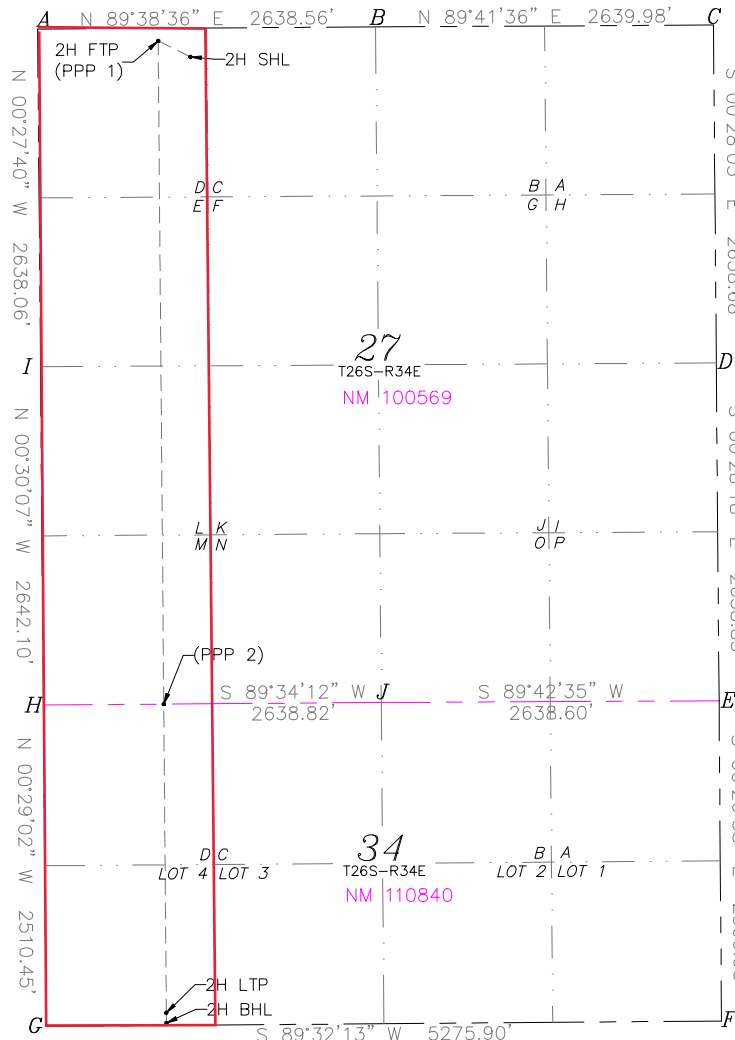 A
N 89°38'36" E 2638.56'
B
N 89°41'36" E 2639.98'
C
2H FTP
(PPP 1)
2H SHL
N 00°27'40" W 2638.06'
D C
E F
B A
G H
27
T26S-R34E
NM 100569
I
D
N 00°30'07" W 2642.10'
L K
M N
J I
O P
(PPP 2)
S 89°34'12" W
2638.82'
J
S 89°42'35" W
2638.60'
H
E
N 00°29'02" W 2510.45'
D C
LOT 4 LOT 3
34
T26S-R34E
NM 110840
B A
LOT 2 LOT 1
2H LTP
2H BHL
G
S 89°32'13" W 5275.90'
F